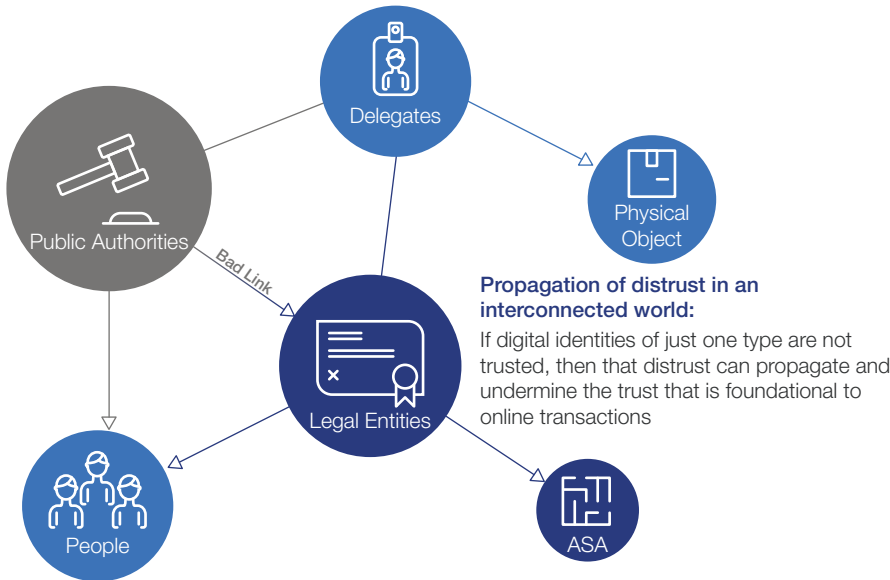 Delegates
Public Authorities
Physical
Object
Bad Link
Propagation of distrust in an
interconnected world:
If digital identities of just one type are not
trusted, then that distrust can propagate and
undermine the trust that is foundational to
online transactions
Legal Entities
People
ASA